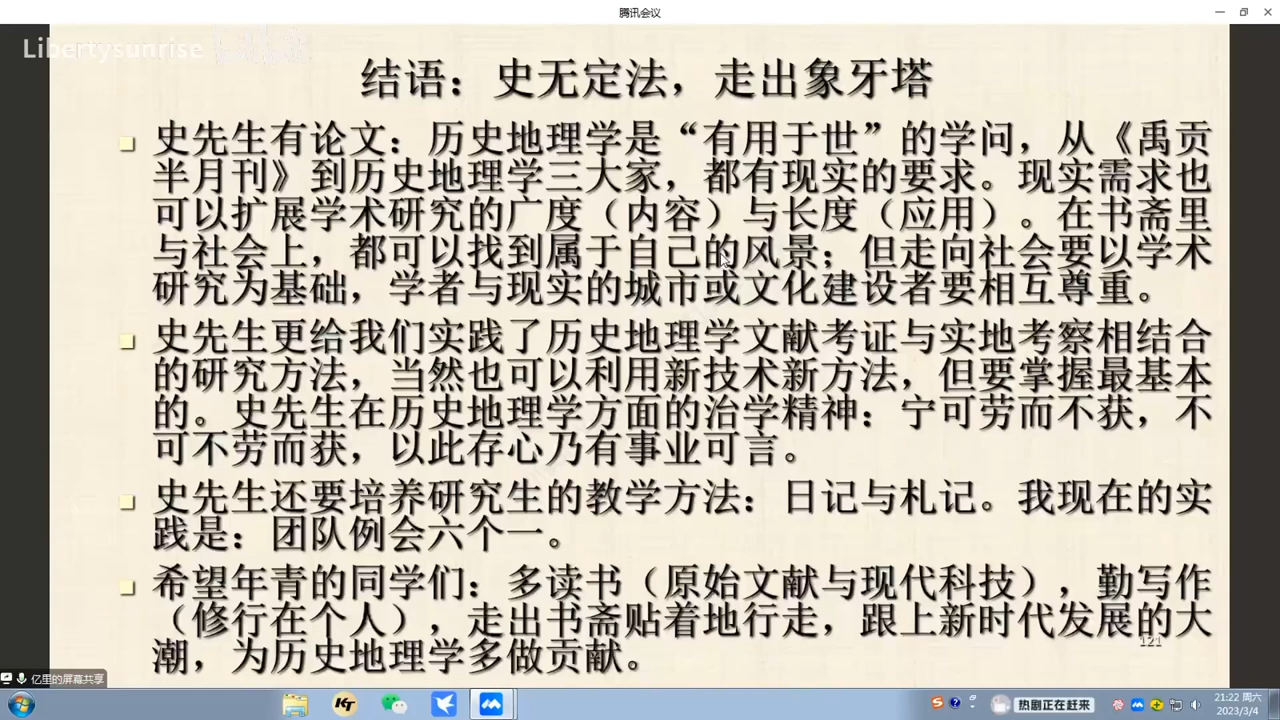 腾讯会议
Libertysunrise
结语：史无定法，走出象牙塔
史先生有论文：历史地理学是“有用于世”的学问，从《禹贡
半月刊》到历史地理学三大家，都有现实的要求。现实需求也
可以扩展学术研究的广度（内容）与长度（应用）。在书斋里
与社会上，都可以找到属于自己的风景；但走向社会要以学术
研究为基础，学者与现实的城市或文化建设者要相互尊重。
史先生更给我们实践了历史地理学文献考证与实地考察相结合
的研究方法，当然也可以利用新技术新方法，但要掌握最基本
的。史先生在历史地理学方面的治学精神：宁可劳而不获，不
可不劳而获，以此存心乃有事业可言。
史先生还要培养研究生的教学方法：日记与札记。我现在的实
践是：团队例会六个一。
希望年青的同学们：多读书（原始文献与现代科技），勤写作
（修行在个人），走出书斋贴着地行走，跟上新时代发展的大
潮，为历史地理学多做贡献。
121
亿里的屏幕共享
KT
热剧正在赶来
21:22 周六
2023/3/4